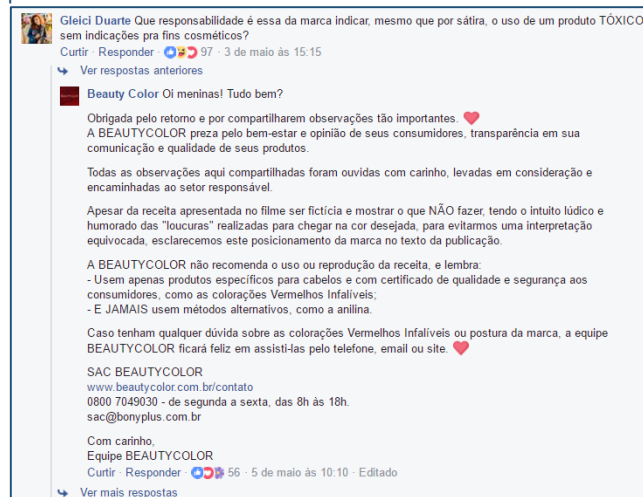 Gleici Duarte Que responsabilidade é essa da marca indicar, mesmo que por sátira, o uso de um produto TÓXICO
sem indicações pra fins cosméticos?
Curtir · Responder · 97 · 3 de maio às 15:15
Ver respostas anteriores
Beauty Color Oi meninas! Tudo bem?
Obrigada pelo retorno e por compartilharem observações tão importantes.
A BEAUTYCOLOR preza pelo bem-estar e opinião de seus consumidores, transparência em sua
comunicação e qualidade de seus produtos.
Todas as observações aqui compartilhadas foram ouvidas com carinho, levadas em consideração e
encaminhadas ao setor responsável.
Apesar da receita apresentada no filme ser fictícia e mostrar o que NÃO fazer, tendo o intuito lúdico e
humorado das "loucuras" realizadas para chegar na cor desejada, para evitarmos uma interpretação
equivocada, esclarecemos este posicionamento da marca no texto da publicação.
A BEAUTYCOLOR não recomenda o uso ou reprodução da receita, e lembra:
- Usem apenas produtos específicos para cabelos e com certificado de qualidade e segurança aos
consumidores, como as colorações Vermelhos Infalíveis;
- E JAMAIS usem métodos alternativos, como a anilina.
Caso tenham qualquer dúvida sobre as colorações Vermelhos Infalíveis ou postura da marca, a equipe
BEAUTYCOLOR ficará feliz em assisti-las pelo telefone, email ou site.
SAC BEAUTYCOLOR
www.beautycolor.com.br/contato
0800 7049030 - de segunda a sexta, das 8h às 18h.
sac@bonyplus.com.br
Com carinho,
Equipe BEAUTYCOLOR
Curtir · Responder · 56 · 5 de maio às 10:10 · Editado
Ver mais respostas